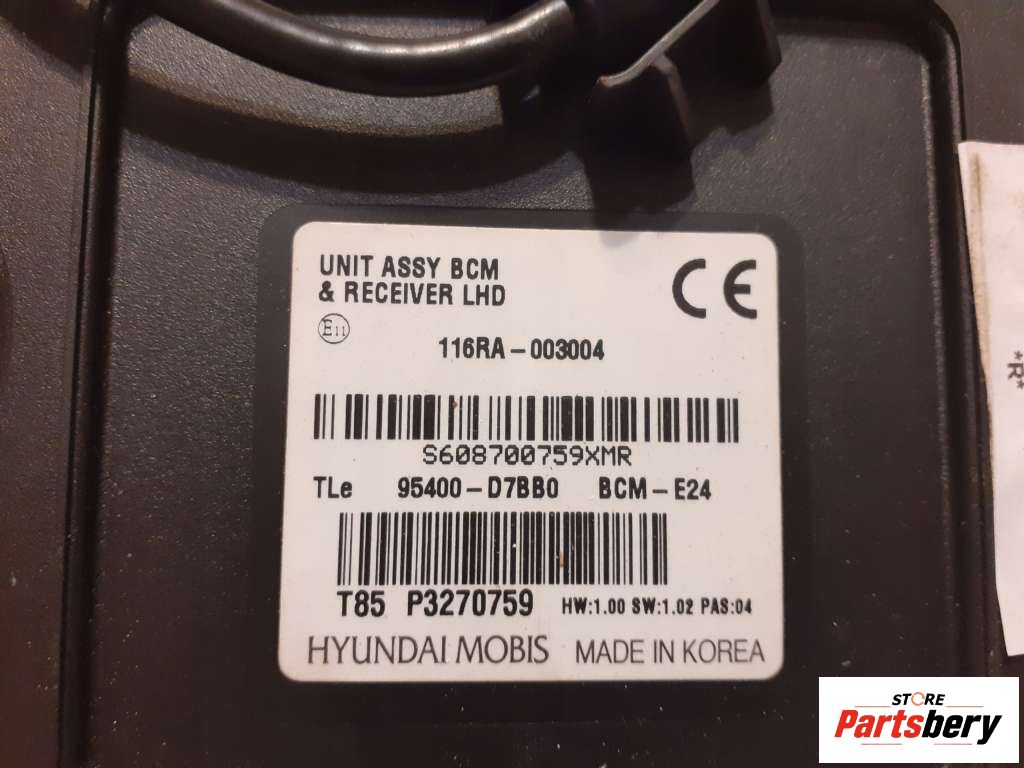 UNIT ASSY BCM
& RECEIVER LHD
CE
E11
116RA-003004
S608700759XMR
TLe 95400-D7BB0 BCM-E24
T85 P3270759 HW:1.00 SW:1.02 PAS:04
HYUNDAI MOBIS MADE IN KOREA
*R*
STORE
Partsbery